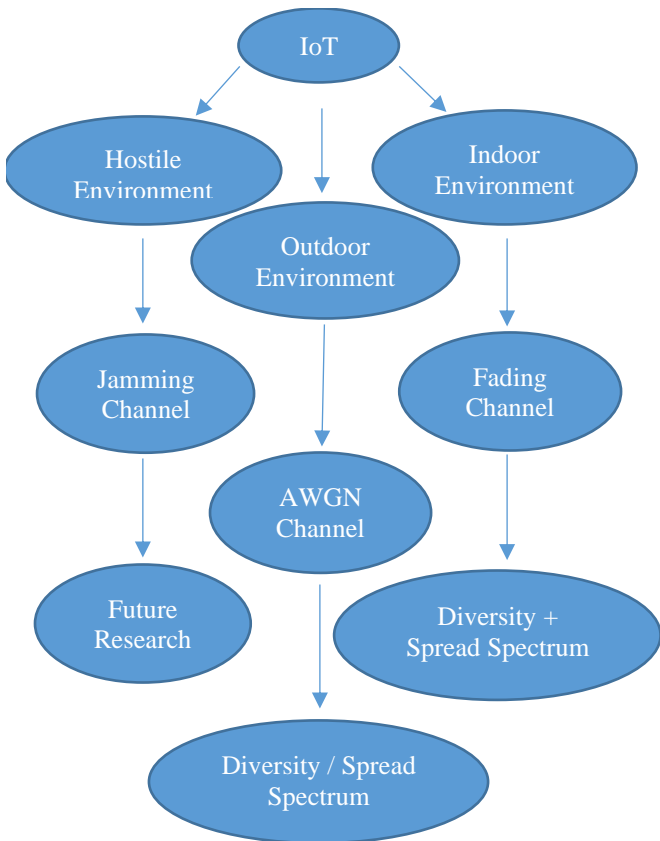 IoT
Hostile
Environment
Indoor
Environment
Outdoor
Environment
Jamming
Channel
Fading
Channel
AWGN
Channel
Future
Research
Diversity +
Spread Spectrum
Diversity / Spread
Spectrum